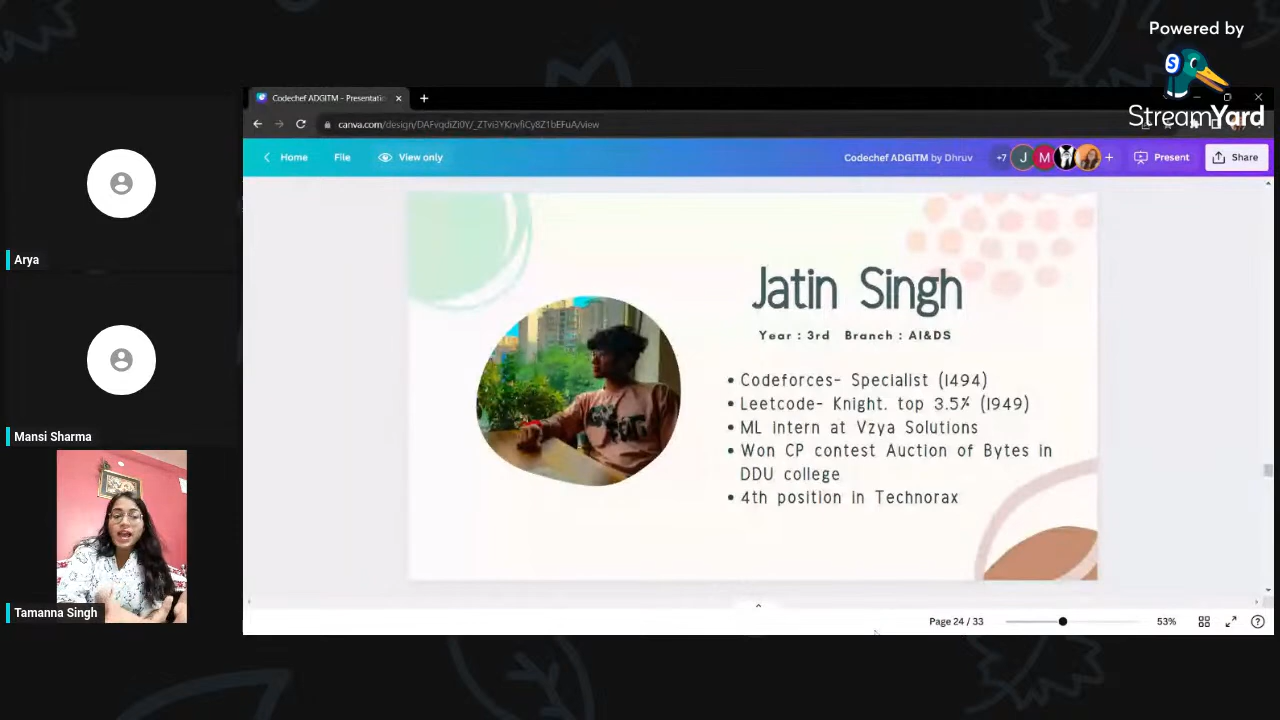 Powered by
S
StreamYard
Codechef ADGITM - Presentati
canva.com/design/DAFvqdiZi0Y/_ZTvi3YKnvfiCy8Z1bEFuA/view
Home File View only
Codechef ADGITM by Dhruv +7 J M + Present Share
Arya
Mansi Sharma
Tamanna Singh
Jatin Singh
Year : 3rd Branch : AI&DS
• Codeforces- Specialist (1494)
• Leetcode- Knight. top 3.5% (1949)
• ML intern at Vzya Solutions
• Won CP contest Auction of Bytes in
DDU college
• 4th position in Technorax
Page 24 / 33 53%